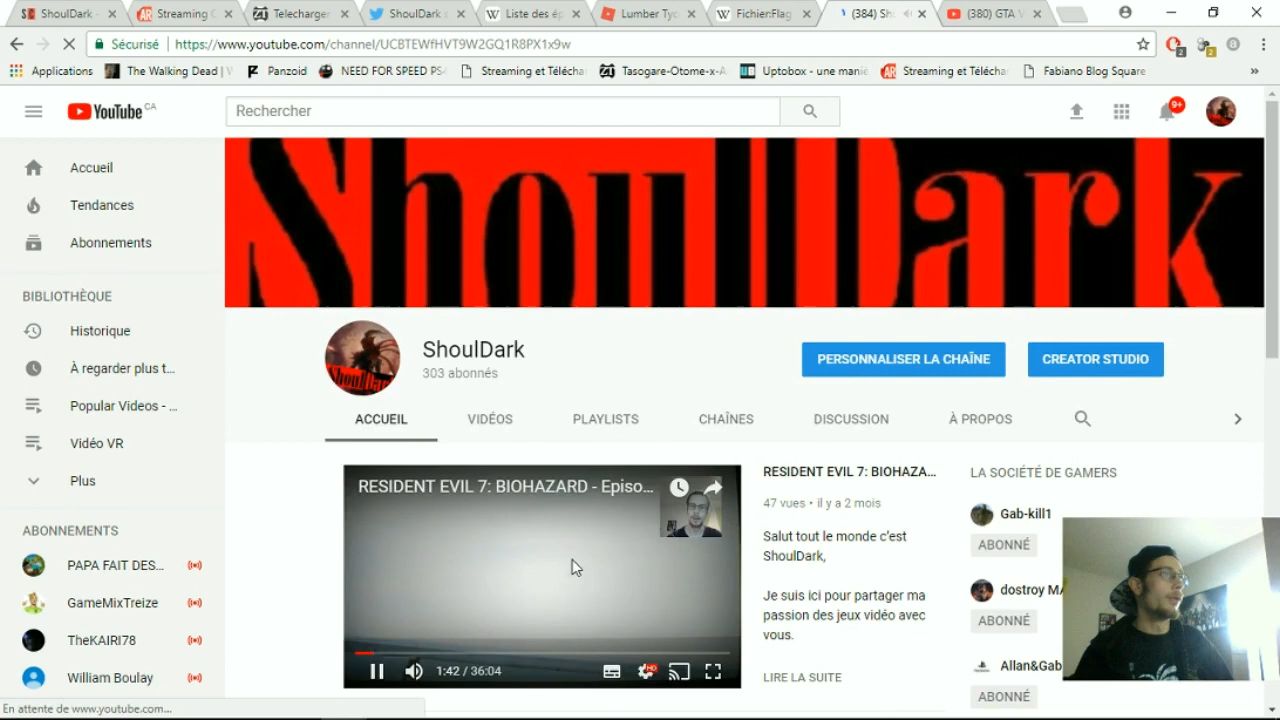 ShoulDark -
Streaming
Telecharger
ShoulDark s
Liste des ép
Lumber Tyc
Fichier:Flag
(384) Sh
(380) GTA V
Sécurisé
https://www.youtube.com/channel/UCBTEWfHVT9W2GQ1R8PX1x9w
2
2
Applications
The Walking Dead | V
Panzoid
NEED FOR SPEED PS4
Streaming et Télécha
Tasogare-Otome-x-A
Uptobox - une maniè
Streaming et Télécha
Fabiano Blog Square
»
YouTube CA
Rechercher
9+
Accueil
Tendances
Abonnements
BIBLIOTHÈQUE
Historique
À regarder plus t...
Popular Videos - ...
Vidéo VR
Plus
ABONNEMENTS
PAPA FAIT DES...
GameMixTreize
TheKAIRI78
William Boulay
ShoulDark
ShoulDark
ShoulDark
303 abonnés
PERSONNALISER LA CHAÎNE
CREATOR STUDIO
ACCUEIL
VIDÉOS
PLAYLISTS
CHAÎNES
DISCUSSION
À PROPOS
RESIDENT EVIL 7: BIOHAZARD - Episo...
1:42 / 36:04
HD
RESIDENT EVIL 7: BIOHAZA...
47 vues • il y a 2 mois
Salut tout le monde c'est
ShoulDark,
Je suis ici pour partager ma
passion des jeux vidéo avec
vous.
LIRE LA SUITE
LA SOCIÉTÉ DE GAMERS
Gab-kill1
ABONNÉ
dostroy MA
ABONNÉ
Allan&Gab
ABONNÉ
En attente de www.youtube.com...